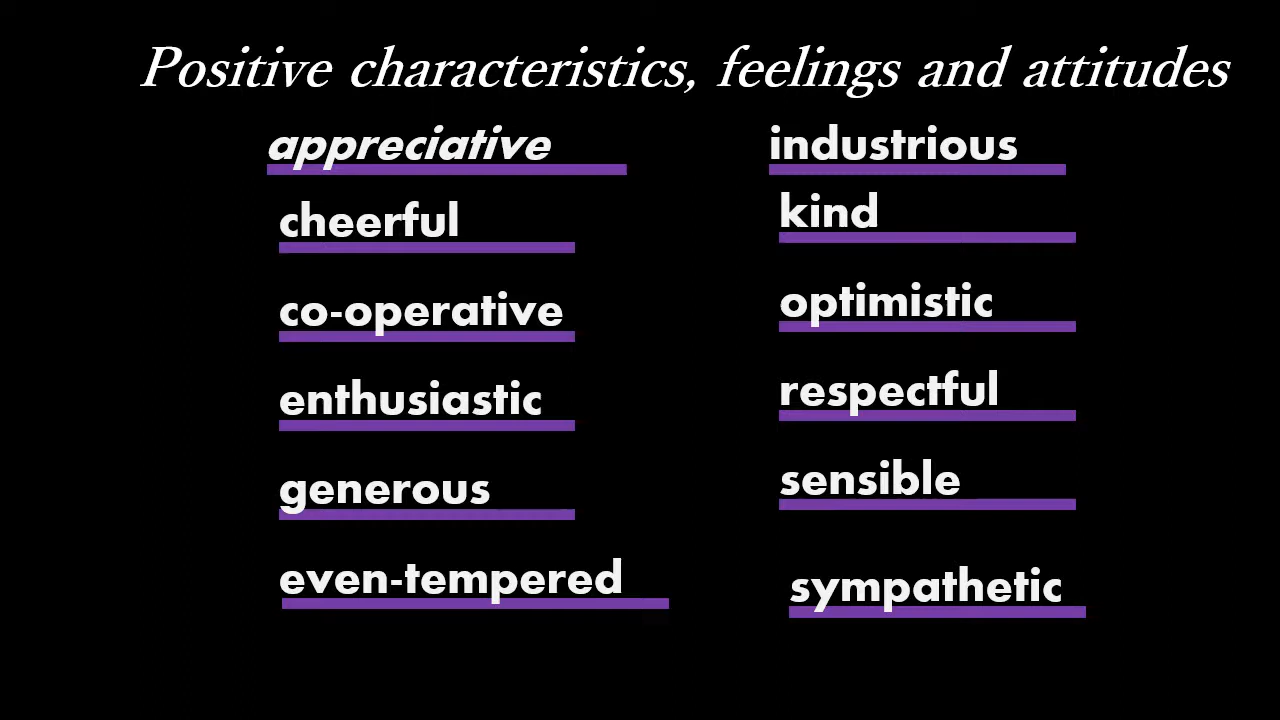 Positive characteristics, feelings and attitudes
appreciative
cheerful
co-operative
enthusiastic
generous
even-tempered
industrious
kind
optimistic
respectful
sensible
sympathetic